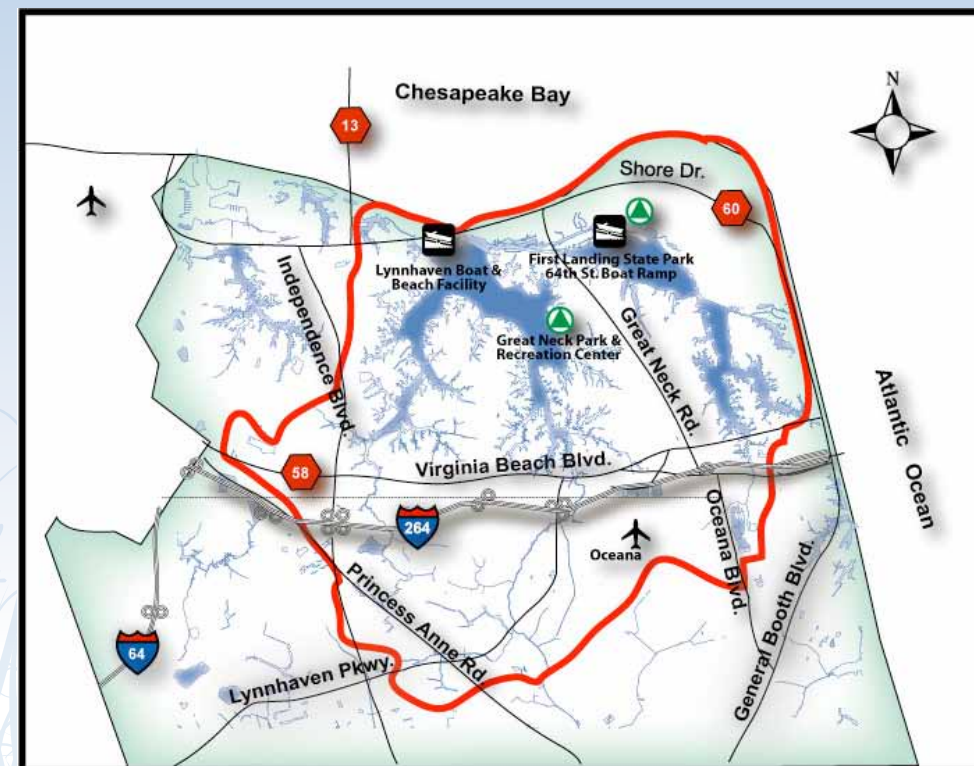 Chesapeake Bay
N
13
Shore Dr.
60
First Landing State Park
64th St. Boat Ramp
Lynnhaven Boat &
Beach Facility
Independence Blvd.
Great Neck Park &
Recreation Center
Great Neck Rd.
Atlantic Ocean
Virginia Beach Blvd.
58
264
Oceana
Oceana Blvd.
General Booth Blvd.
Princess Anne Rd.
64
Lynnhaven Pkwy.